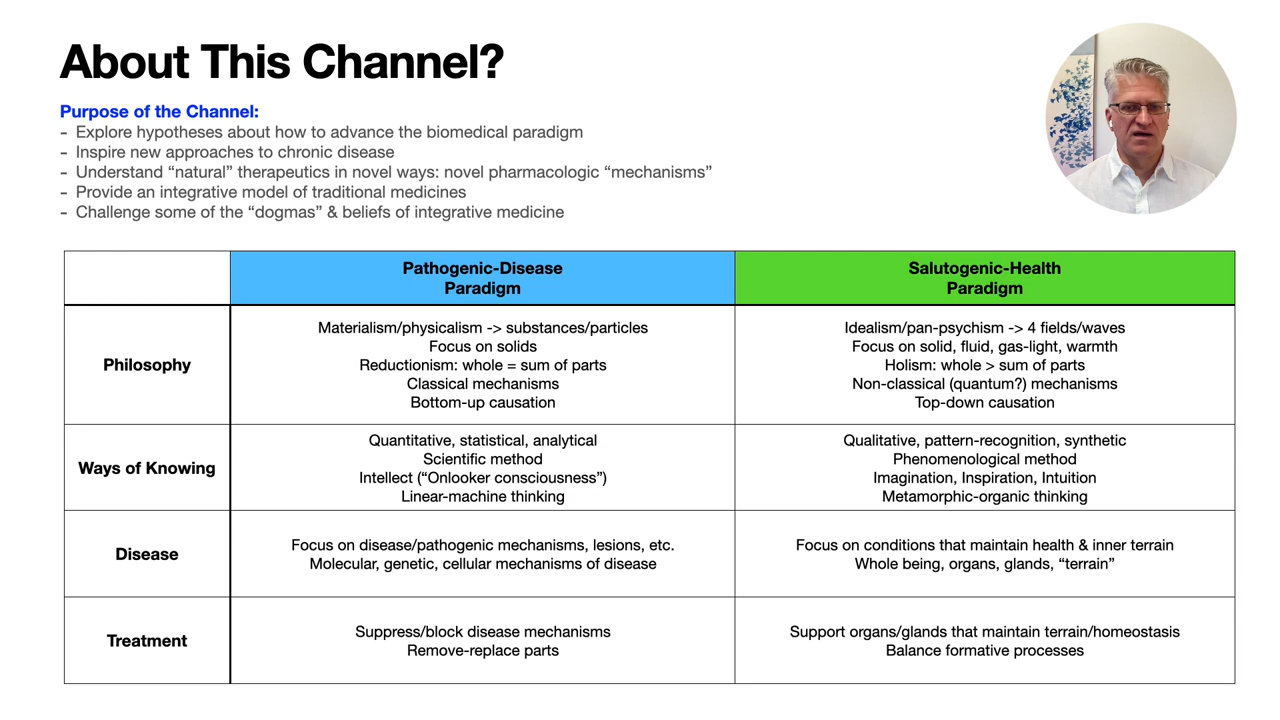 About This Channel?
Purpose of the Channel:
- Explore hypotheses about how to advance the biomedical paradigm
- Inspire new approaches to chronic disease
- Understand “natural” therapeutics in novel ways: novel pharmacologic “mechanisms”
- Provide an integrative model of traditional medicines
- Challenge some of the “dogmas” & beliefs of integrative medicine
Pathogenic-Disease
Paradigm
Salutogenic-Health
Paradigm
Philosophy
Materialism/physicalism -> substances/particles
Focus on solids
Reductionism: whole = sum of parts
Classical mechanisms
Bottom-up causation
Idealism/pan-psychism -> 4 fields/waves
Focus on solid, fluid, gas-light, warmth
Holism: whole > sum of parts
Non-classical (quantum?) mechanisms
Top-down causation
Ways of Knowing
Quantitative, statistical, analytical
Scientific method
Intellect (“Onlooker consciousness”)
Linear-machine thinking
Qualitative, pattern-recognition, synthetic
Phenomenological method
Imagination, Inspiration, Intuition
Metamorphic-organic thinking
Disease
Focus on disease/pathogenic mechanisms, lesions, etc.
Molecular, genetic, cellular mechanisms of disease
Focus on conditions that maintain health & inner terrain
Whole being, organs, glands, “terrain”
Treatment
Suppress/block disease mechanisms
Remove-replace parts
Support organs/glands that maintain terrain/homeostasis
Balance formative processes